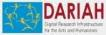 DARIAH
Digital Research Infrastructure
for the Arts and Humanities